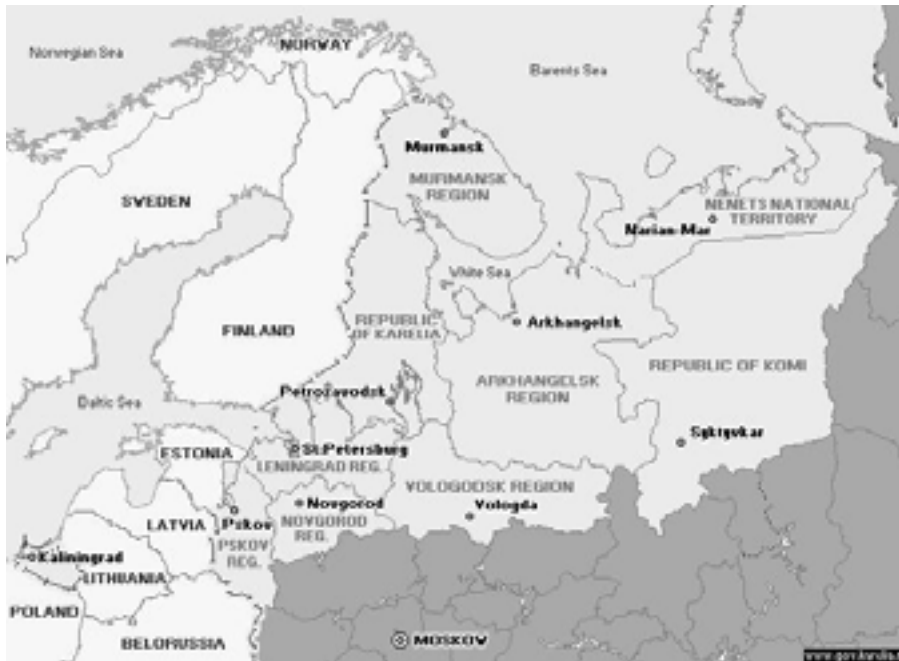 Norwegian Sea
NORWAY
Barents Sea
Murmansk
MURMANSK
REGION
SWEDEN
NENETS NATIONAL
TERRITORY
Narian-Mar
White Sea
FINLAND
REPUBLIC
OF KARELIA
Arkhangelsk
REPUBLIC OF KOMI
ARKHANGELSK
REGION
Petrozavodsk
Baltic Sea
Syktyvkar
ESTONIA
St.Petersburg
LENINGRAD REG.
VOLOGODSK REGION
Novgorod
Vologda
LATVIA
Pskov
NOVGOROD
REG.
PSKOV
REG.
Kaliningrad
LITHUANIA
POLAND
BELORUSSIA
MOSKOW